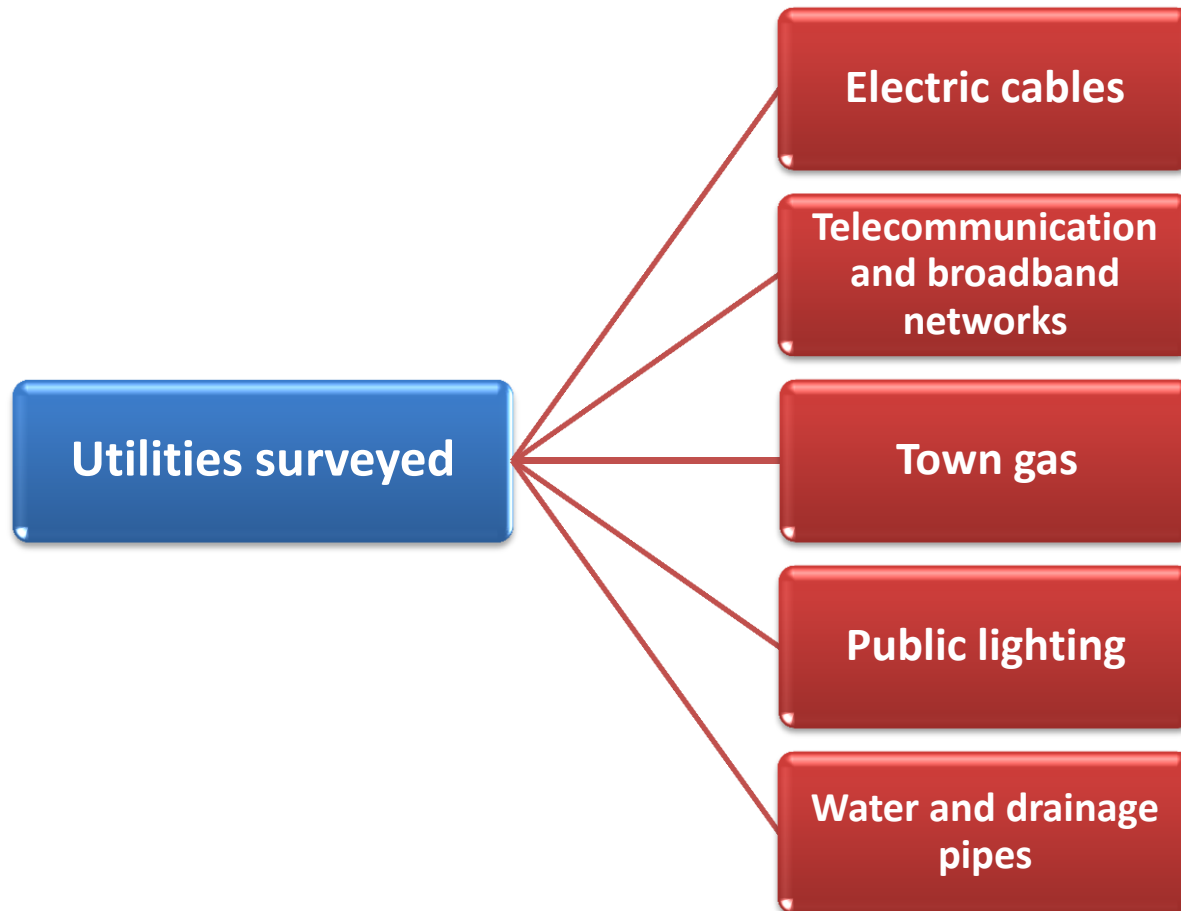 Electric cables
Telecommunication
and broadband
networks
Utilities surveyed
Town gas
Public lighting
Water and drainage
pipes